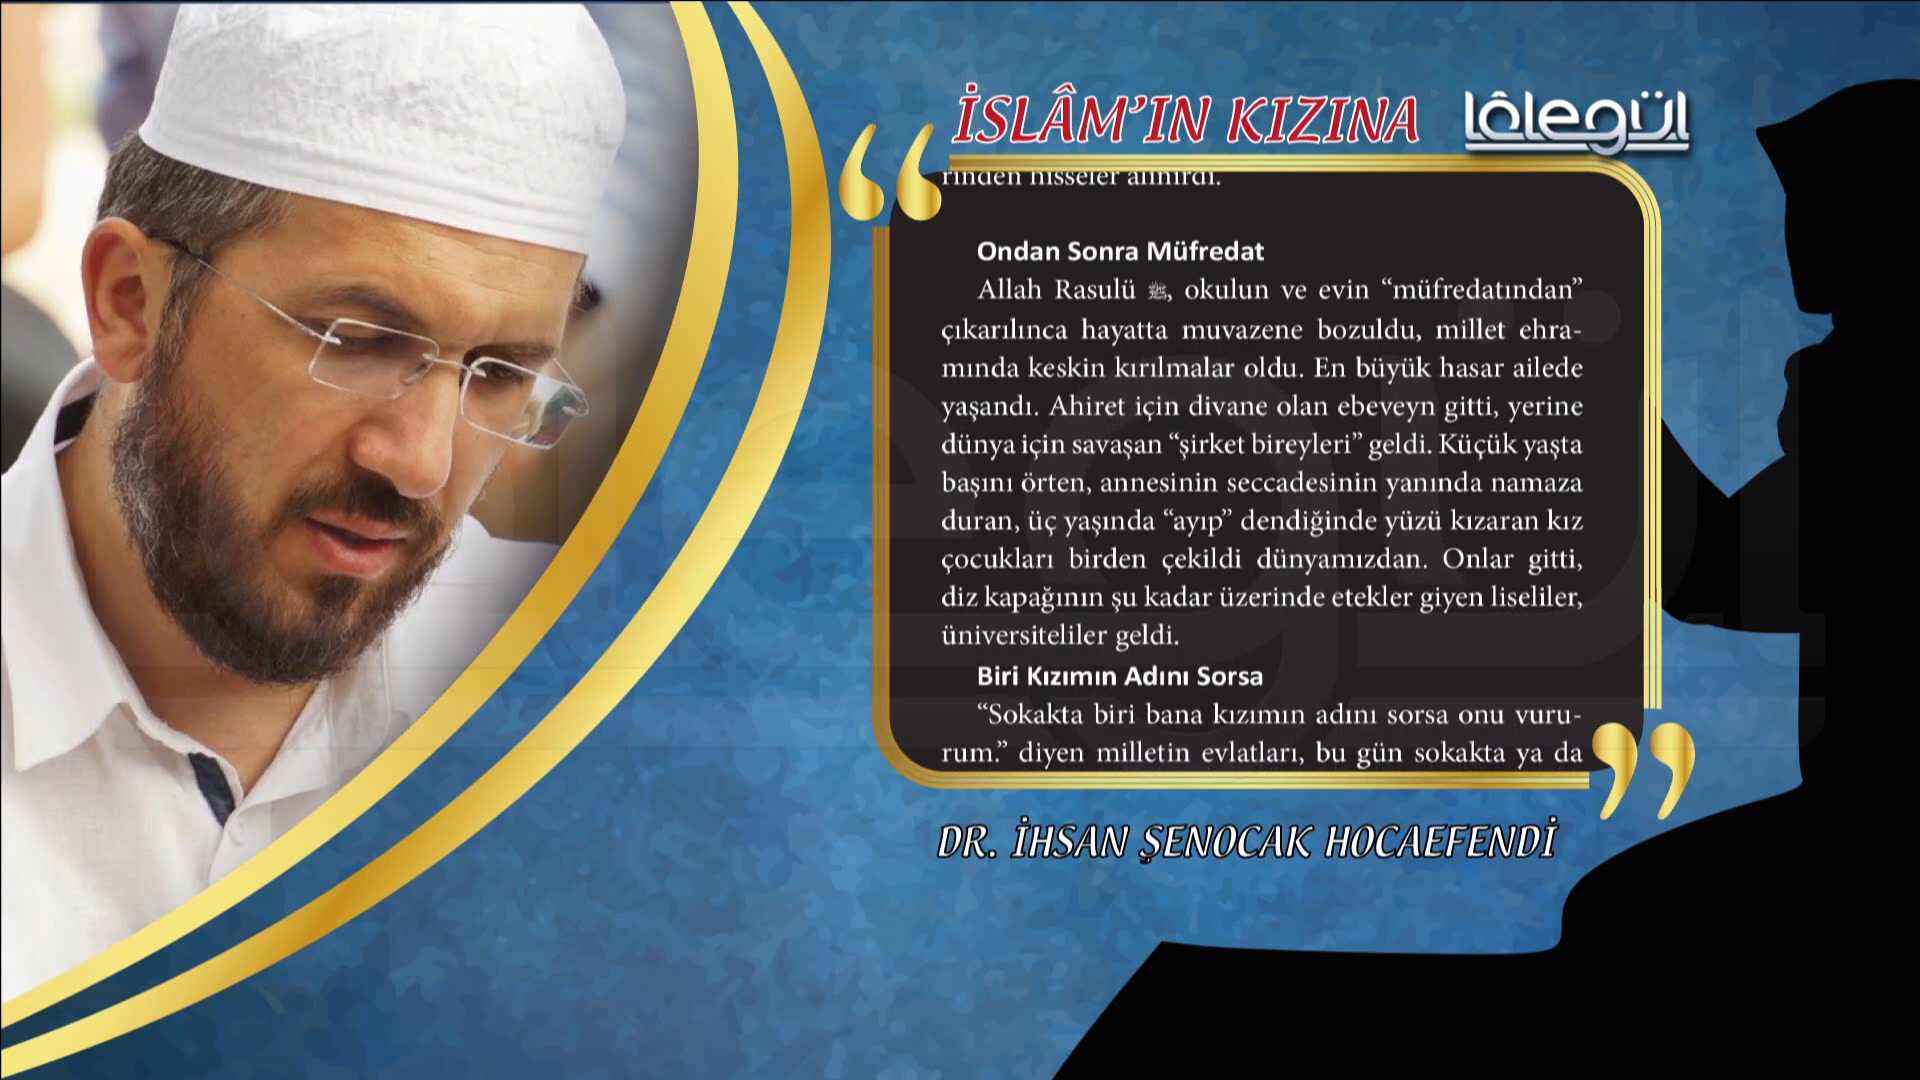 İSLÂM’IN KIZINA
lâlegül
rinden hisseler alınırdı.
Ondan Sonra Müfredat
Allah Rasulü ﷺ, okulun ve evin “müfredatından”
çıkarılınca hayatta muvazene bozuldu, millet ehra-
mında keskin kırılmalar oldu. En büyük hasar ailede
yaşandı. Ahiret için divane olan ebeveyn gitti, yerine
dünya için savaşan “şirket bireyleri” geldi. Küçük yaşta
başını örten, annesinin seccadesinin yanında namaza
duran, üç yaşında “ayıp” dendiğinde yüzü kızaran kız
çocukları birden çekildi dünyamızdan. Onlar gitti,
diz kapağının şu kadar üzerinde etekler giyen liseliler,
üniversiteliler geldi.
Biri Kızımın Adını Sorsa
“Sokakta biri bana kızımın adını sorsa onu vuru-
rum.” diyen milletin evlatları, bu gün sokakta ya da
DR. İHSAN ŞENOCAK HOCAEFENDİ